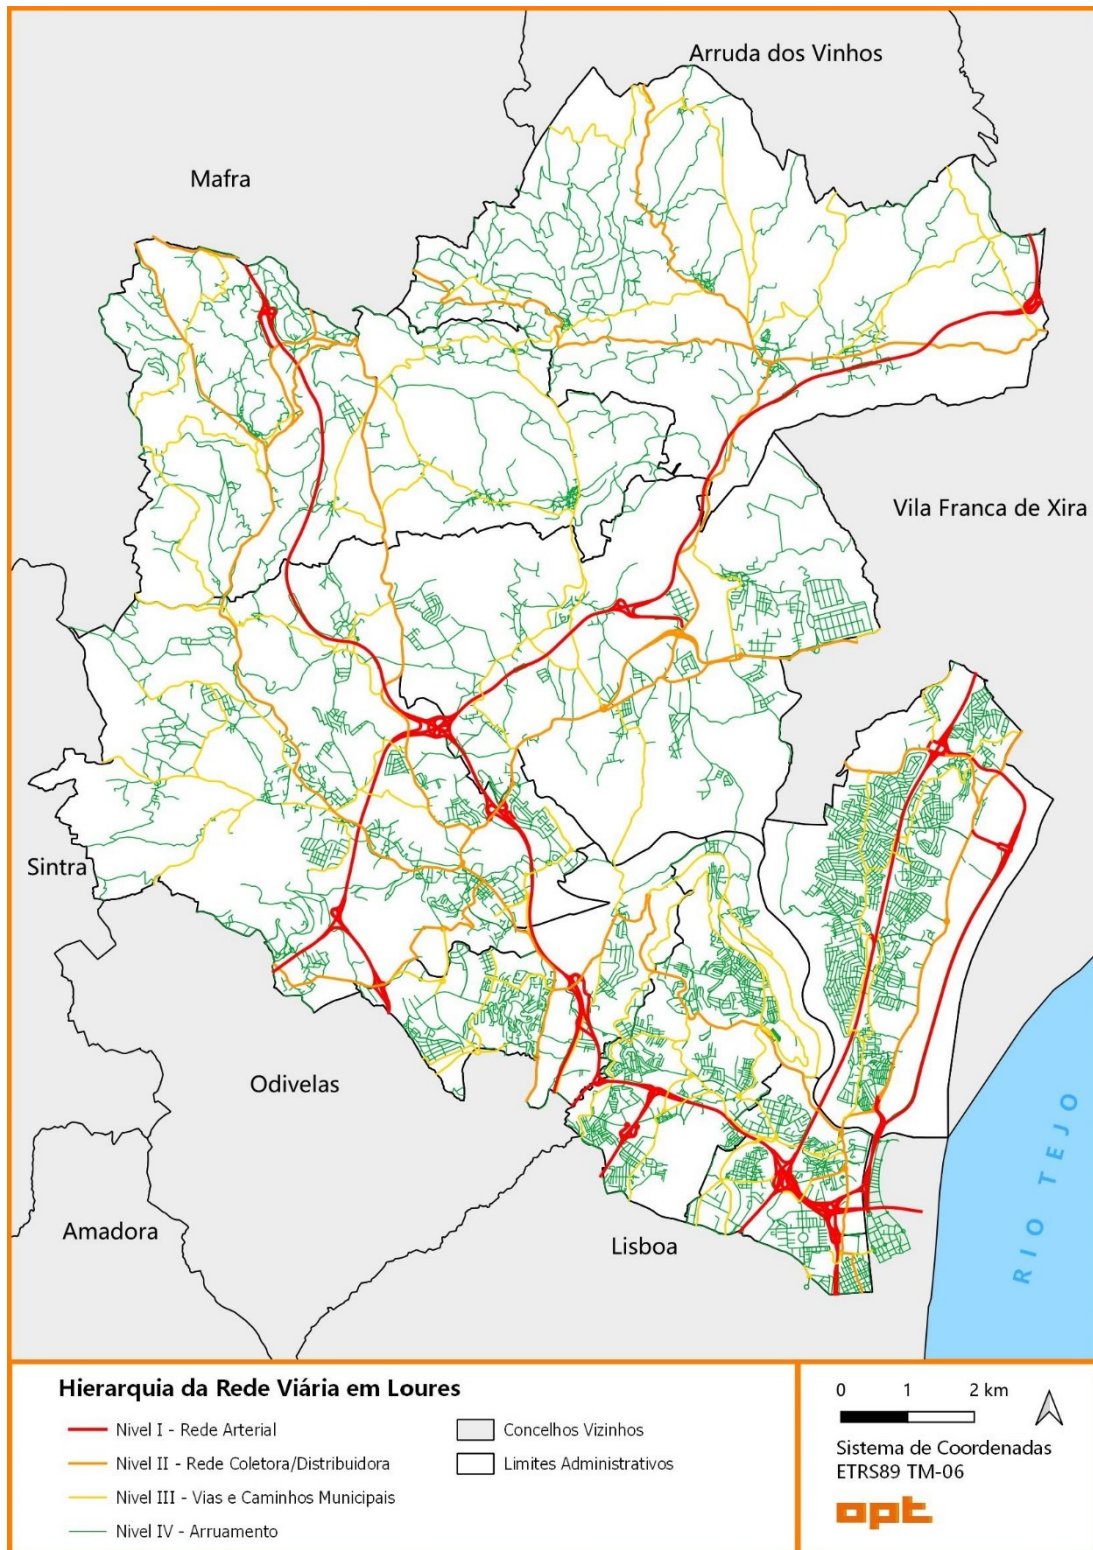 Arruda dos Vinhos
Mafra
Vila Franca de Xira
Sintra
Odivelas
RIO TEJO
Amadora
Lisboa
Hierarquia da Rede Viária em Loures
Nivel I - Rede Arterial
Nivel II - Rede Coletora/Distribuidora
Nivel III - Vias e Caminhos Municipais
Nivel IV - Arruamento
Concelhos Vizinhos
Limites Administrativos
0 1 2 km
Sistema de Coordenadas
ETRS89 TM-06
opt